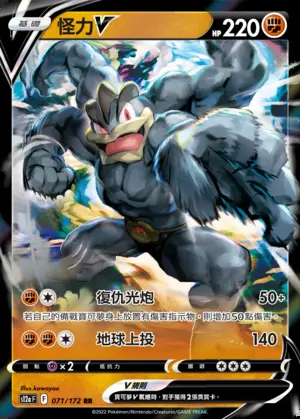 基礎 怪力V HP 220
復仇光炮 50+
若自己的備戰寶可夢身上放置有傷害指示物,則增加50點傷害。
地球上投 140
弱點 ×2 抵抗力 撤退
Illus.kawayoo
V規則
s12a F 071/172 RR
寶可夢V氣絕時,對手獲得2張獎賞卡。
©2022 Pokémon/Nintendo/Creatures/GAME FREAK.